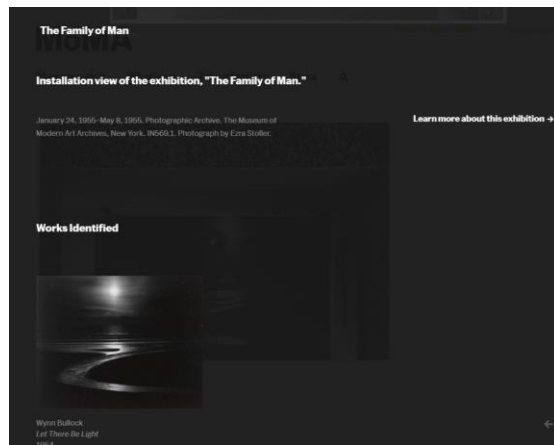 The Family of Man
MoMA
Installation view of the exhibition, "The Family of Man."
January 24, 1955–May 8, 1955. Photographic Archive. The Museum of
Modern Art Archives, New York. IN569.1. Photograph by Ezra Stoller.
Learn more about this exhibition →
Works Identified
Wynn Bullock
Let There Be Light
1954